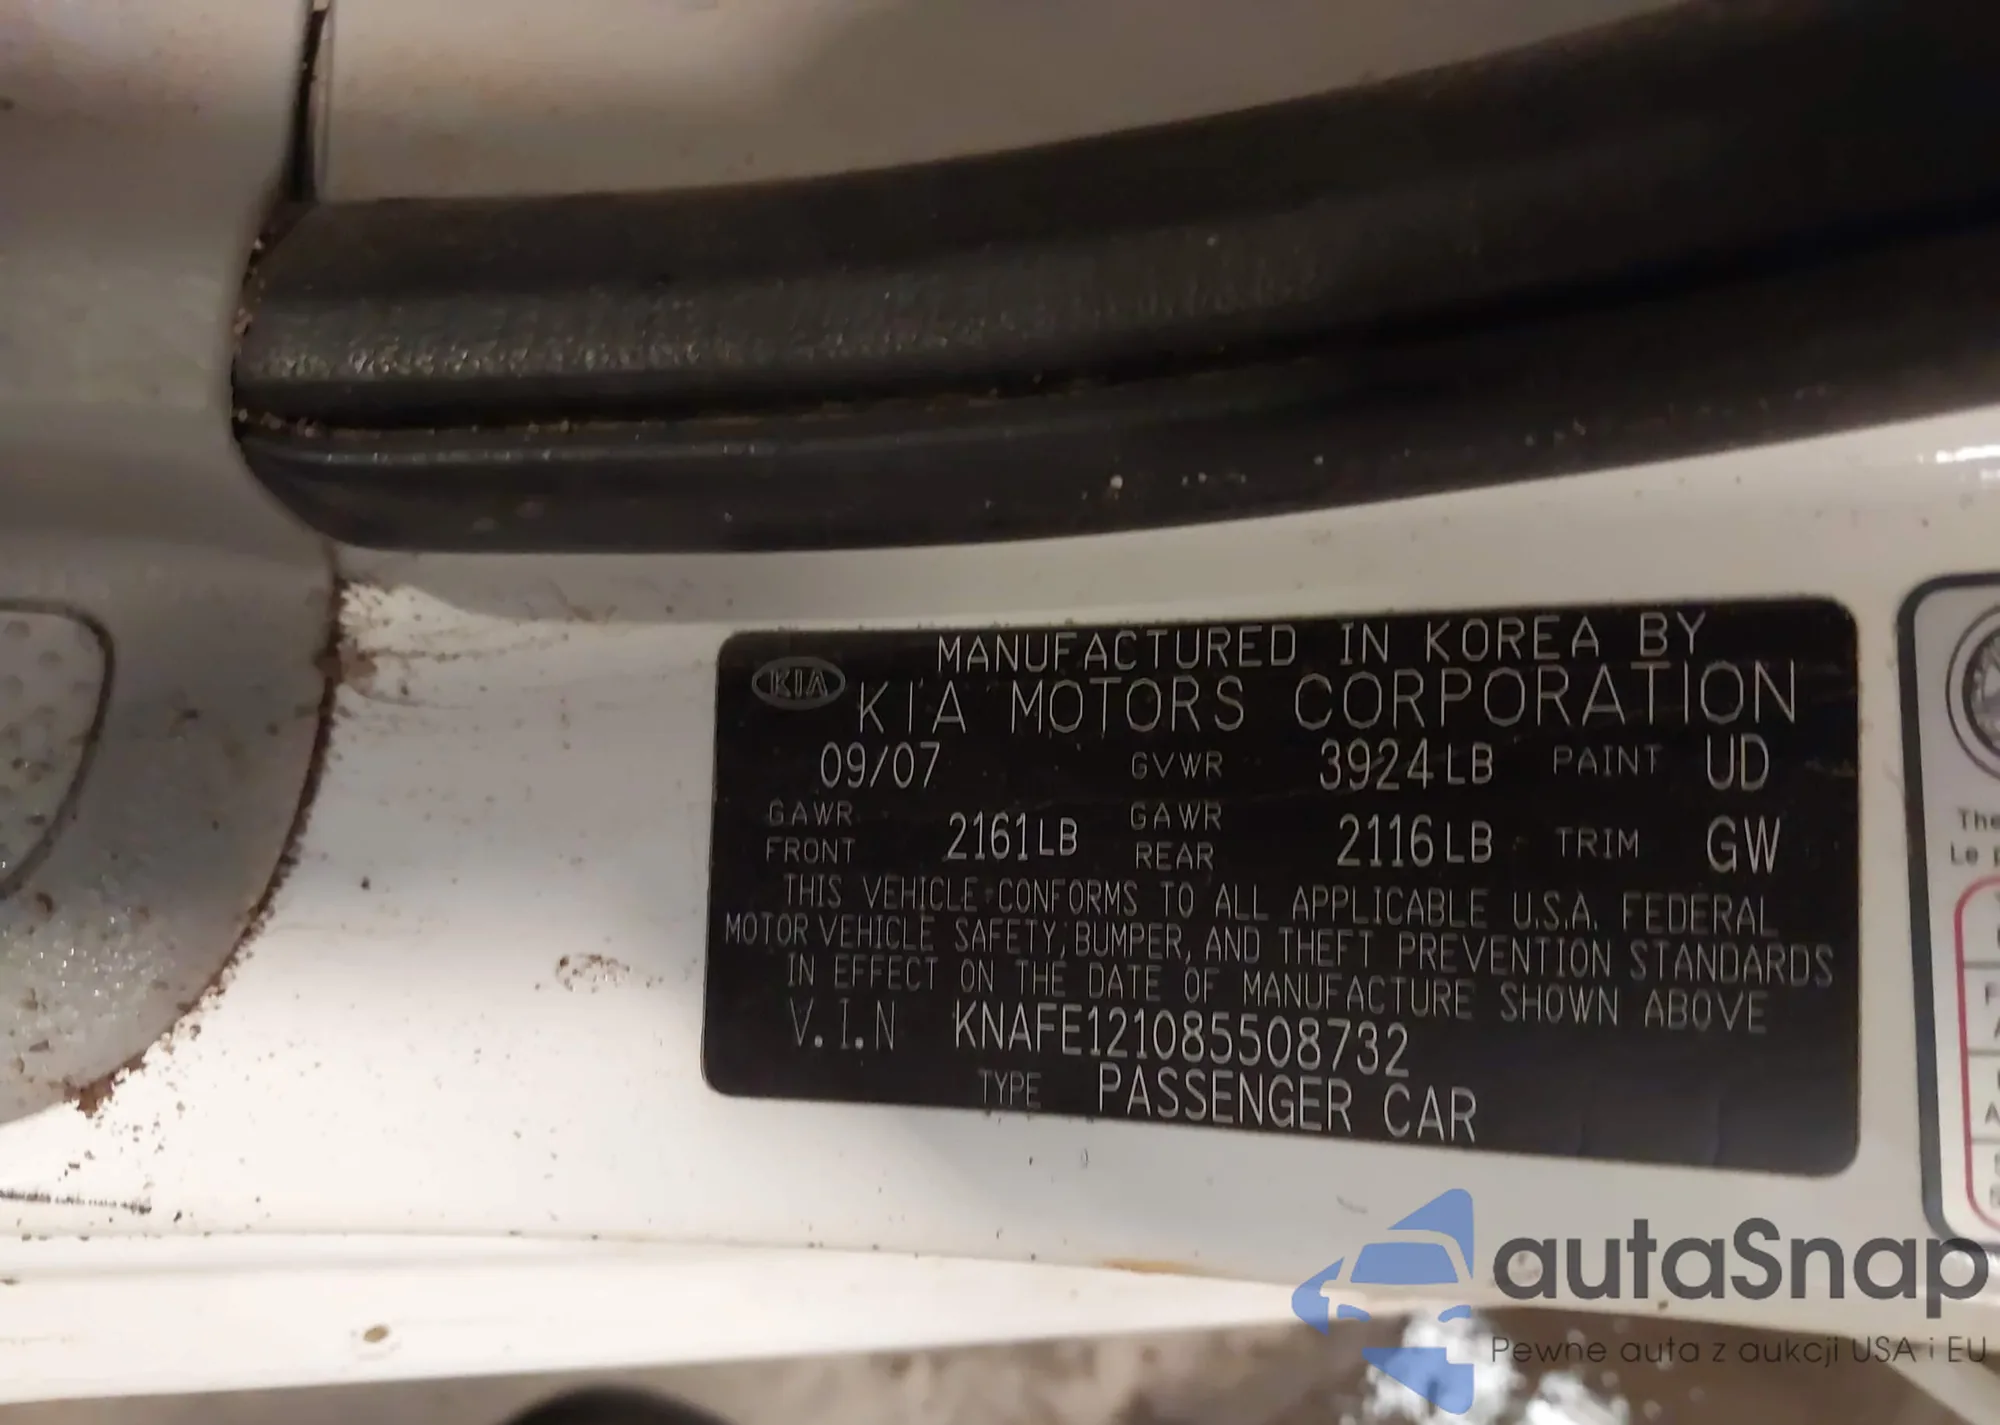 KIA
MANUFACTURED IN KOREA BY
KIA MOTORS CORPORATION
09/07 GVWR 3924LB PAINT UD
GAWR FRONT 2161LB GAWR REAR 2116LB TRIM GW
THIS VEHICLE CONFORMS TO ALL APPLICABLE U.S.A. FEDERAL
MOTOR VEHICLE SAFETY, BUMPER, AND THEFT PREVENTION STANDARDS
IN EFFECT ON THE DATE OF MANUFACTURE SHOWN ABOVE
V.I.N KNAFE121085508732
TYPE PASSENGER CAR
The
Le
autaSnap
Pewne auta z aukcji USA i EU